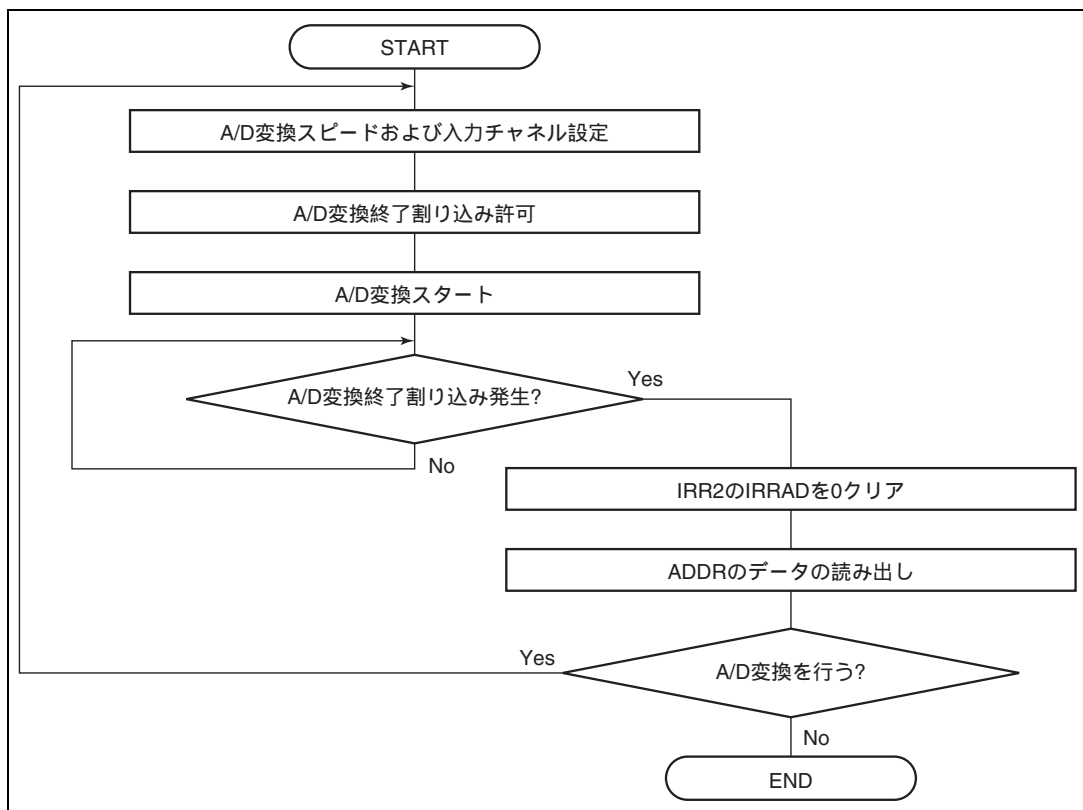 START
A/D変換スピードおよび入力チャネル設定
A/D変換終了割り込み許可
A/D変換スタート
A/D変換終了割り込み発生?
Yes
No
IRR2のIRRADを0クリア
ADDRのデータの読み出し
A/D変換を行う?
Yes
No
END